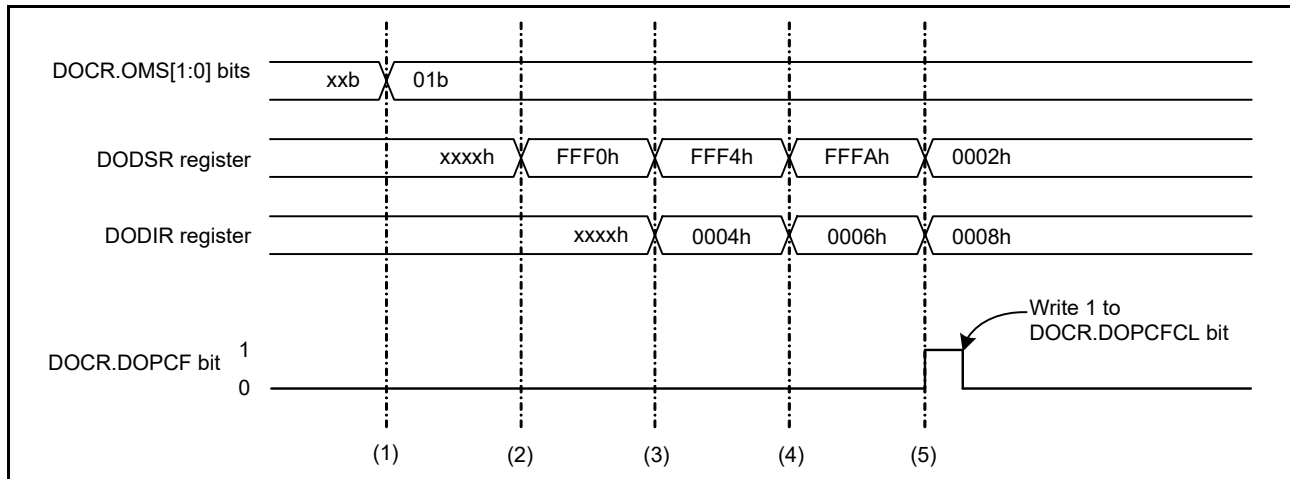 DOCR.OMS[1:0] bits
xxb
01b
DODSR register
xxxxh
FFF0h
FFF4h
FFFAh
0002h
DODIR register
xxxxh
0004h
0006h
0008h
Write 1 to
DOCR.DOPCFCL bit
DOCR.DOPCF bit
1
0
(1)
(2)
(3)
(4)
(5)